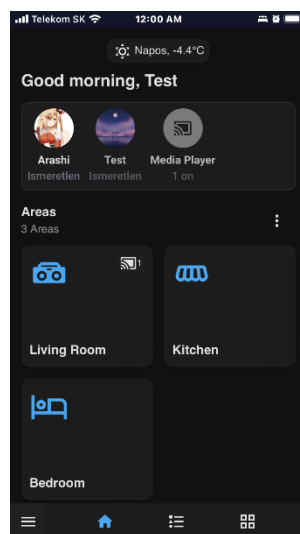 Telekom SK 12:00 AM
Napos, -4.4°C
Good morning, Test
Arashi Test Media Player
Ismeretlen Ismeretlen 1 on
Areas
3 Areas
1
Living Room Kitchen
Bedroom